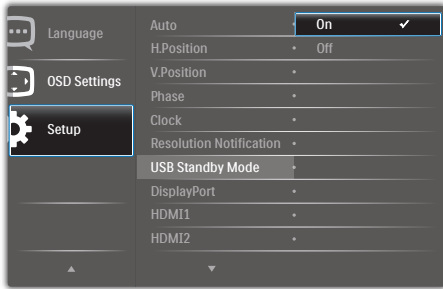 Language
OSD Settings
Setup
Auto
H.Position
V.Position
Phase
Clock
Resolution Notification
USB Standby Mode
DisplayPort
HDMI1
HDMI2
On
Off